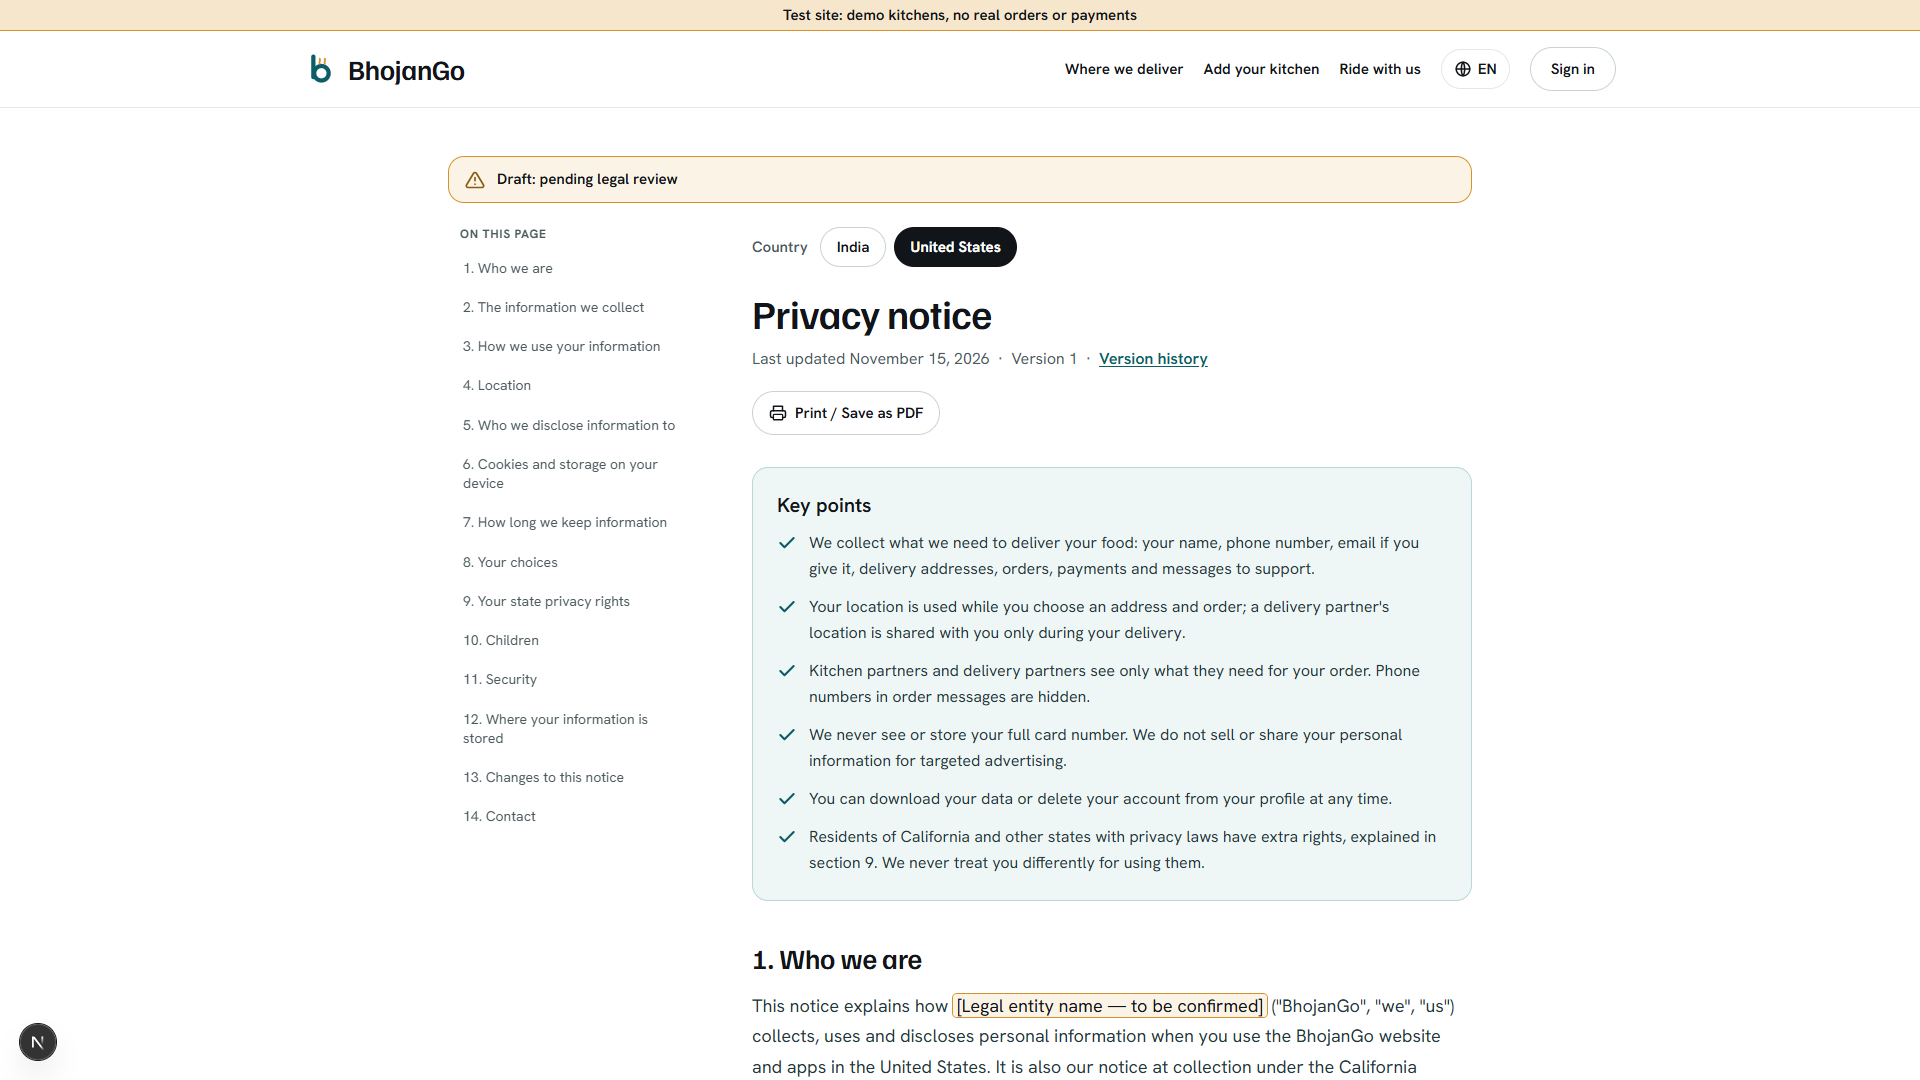 Test site: demo kitchens, no real orders or payments
BhojanGo
Where we deliver
Add your kitchen
Ride with us
EN
Sign in
Draft: pending legal review
ON THIS PAGE
1. Who we are
2. The information we collect
3. How we use your information
4. Location
5. Who we disclose information to
6. Cookies and storage on your
device
7. How long we keep information
8. Your choices
9. Your state privacy rights
10. Children
11. Security
12. Where your information is
stored
13. Changes to this notice
14. Contact
Country
India
United States
Privacy notice
Last updated November 15, 2026 · Version 1 · Version history
Print / Save as PDF
Key points
We collect what we need to deliver your food: your name, phone number, email if you
give it, delivery addresses, orders, payments and messages to support.
Your location is used while you choose an address and order; a delivery partner's
location is shared with you only during your delivery.
Kitchen partners and delivery partners see only what they need for your order. Phone
numbers in order messages are hidden.
We never see or store your full card number. We do not sell or share your personal
information for targeted advertising.
You can download your data or delete your account from your profile at any time.
Residents of California and other states with privacy laws have extra rights, explained in
section 9. We never treat you differently for using them.
1. Who we are
This notice explains how [Legal entity name — to be confirmed] ("BhojanGo", "we", "us")
collects, uses and discloses personal information when you use the BhojanGo website
and apps in the United States. It is also our notice at collection under the California
N